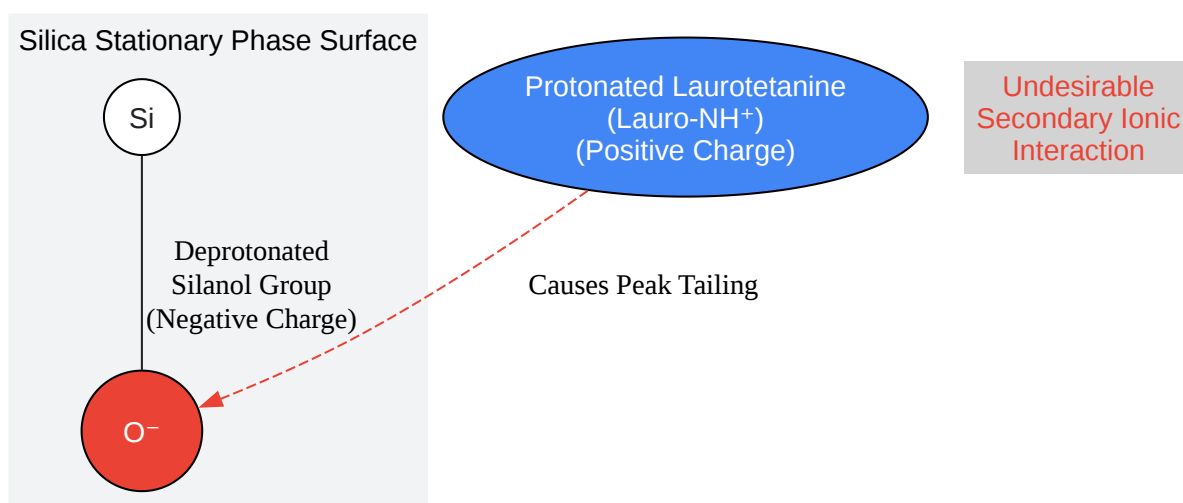 Silica Stationary Phase Surface
Si
Deprotonated
Silanol Group
(Negative Charge)
O⁻
Protonated Laurotetanine
(Lauro-NH⁺)
(Positive Charge)
Causes Peak Tailing
Undesirable
Secondary Ionic
Interaction